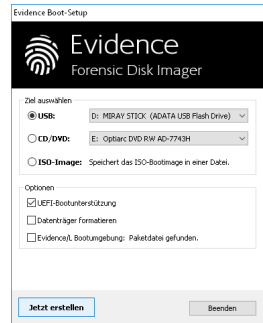 Evidence Boot-Setup
Evidence
Forensic Disk Imager
Ziel auswählen
USB: D: MIRAY STICK (ADATA USB Flash Drive)
CD/DVD: E: Optiarc DVD RW AD-7743H
ISO-Image: Speichert das ISO-Bootimage in einer Datei.
Optionen
UEFI-Bootunterstützung
Datenträger formatieren
Evidence/L Bootumgebung: Paketdatei gefunden.
Jetzt erstellen Beenden